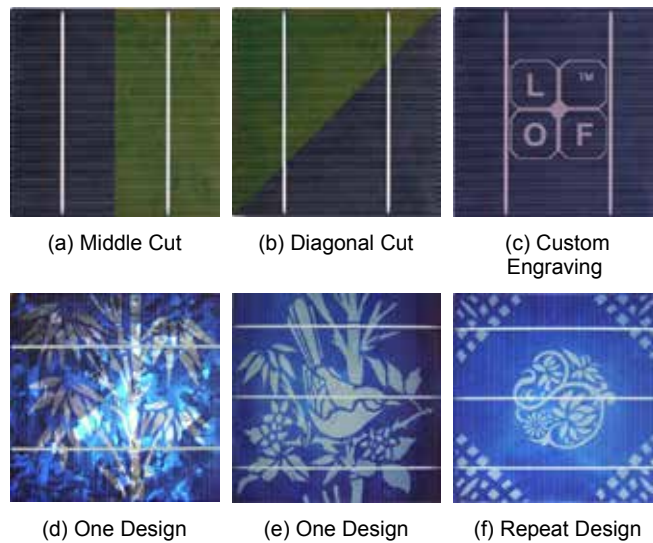 L ™
O F
(a) Middle Cut
(b) Diagonal Cut
(c) Custom
Engraving
(d) One Design
(e) One Design
(f) Repeat Design